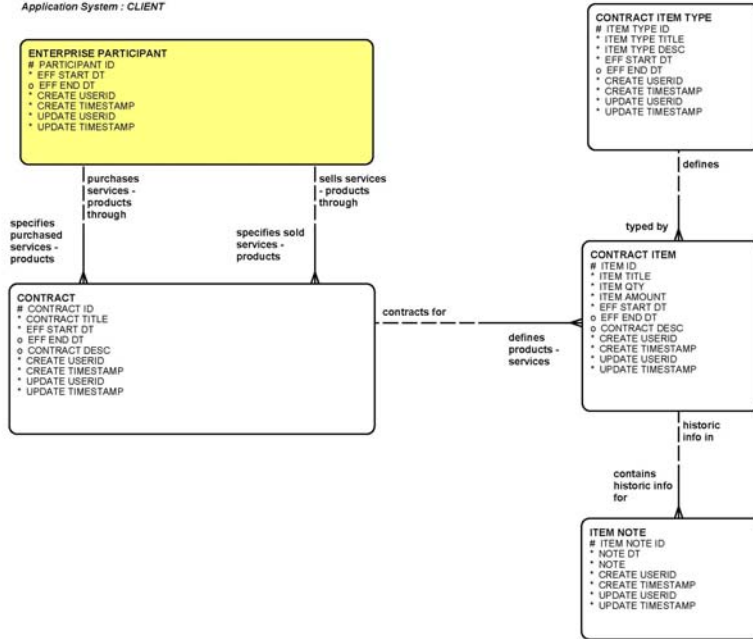 Application System : CLIENT
ENTERPRISE PARTICIPANT
# PARTICIPANT ID
* EFF START DT
o EFF END DT
* CREATE USERID
* CREATE TIMESTAMP
* UPDATE USERID
* UPDATE TIMESTAMP
CONTRACT ITEM TYPE
# ITEM TYPE ID
* ITEM TYPE TITLE
* ITEM TYPE DESC
* EFF START DT
o EFF END DT
* CREATE USERID
* CREATE TIMESTAMP
* UPDATE USERID
* UPDATE TIMESTAMP
purchases
services -
products
through
sells services
- products
through
specifies
purchased
services -
products
specifies sold
services -
products
defines
typed by
CONTRACT
# CONTRACT ID
* CONTRACT TITLE
* EFF START DT
o EFF END DT
o CONTRACT DESC
* CREATE USERID
* CREATE TIMESTAMP
* UPDATE USERID
* UPDATE TIMESTAMP
contracts for
defines
products -
services
CONTRACT ITEM
# ITEM ID
* ITEM TITLE
* ITEM QTY
* ITEM AMOUNT
* EFF START DT
o EFF END DT
o CONTRACT DESC
* CREATE USERID
* CREATE TIMESTAMP
* UPDATE USERID
* UPDATE TIMESTAMP
historic
info in
contains
historic info
for
ITEM NOTE
# ITEM NOTE ID
* NOTE DT
* NOTE
* CREATE USERID
* CREATE TIMESTAMP
* UPDATE USERID
* UPDATE TIMESTAMP